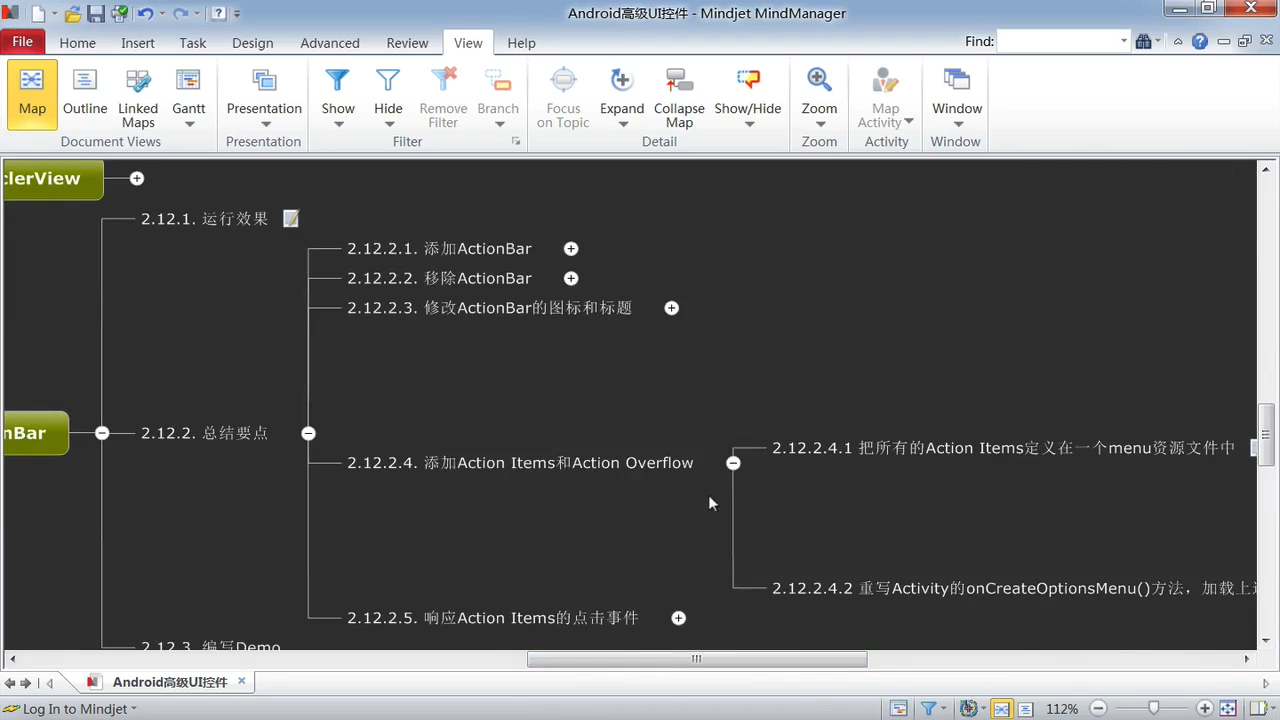 Android高级UI控件 - Mindjet MindManager
File Home Insert Task Design Advanced Review View Help Find:
Map Outline Linked Maps Gantt Presentation Show Hide Remove Filter Branch Focus on Topic Expand Collapse Map Show/Hide Zoom Map Activity Window
Document Views Presentation Filter Detail Zoom Activity Window
clerView
2.12.1. 运行效果
2.12.2.1. 添加ActionBar
2.12.2.2. 移除ActionBar
2.12.2.3. 修改ActionBar的图标和标题
nBar
2.12.2. 总结要点
2.12.2.4. 添加Action Items和Action Overflow
2.12.2.4.1 把所有的Action Items定义在一个menu资源文件中
2.12.2.4.2 重写Activity的onCreateOptionsMenu()方法，加载上
2.12.2.5. 响应Action Items的点击事件
2.12.3. 编写Demo
Android高级UI控件
Log In to Mindjet
112%